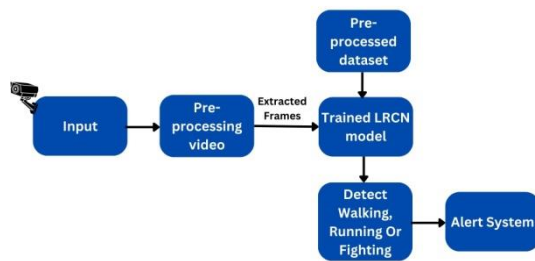 Pre-
processed
dataset
Input
Pre-
processing
video
Extracted
Frames
Trained LRCN
model
Detect
Walking,
Running Or
Fighting
Alert System